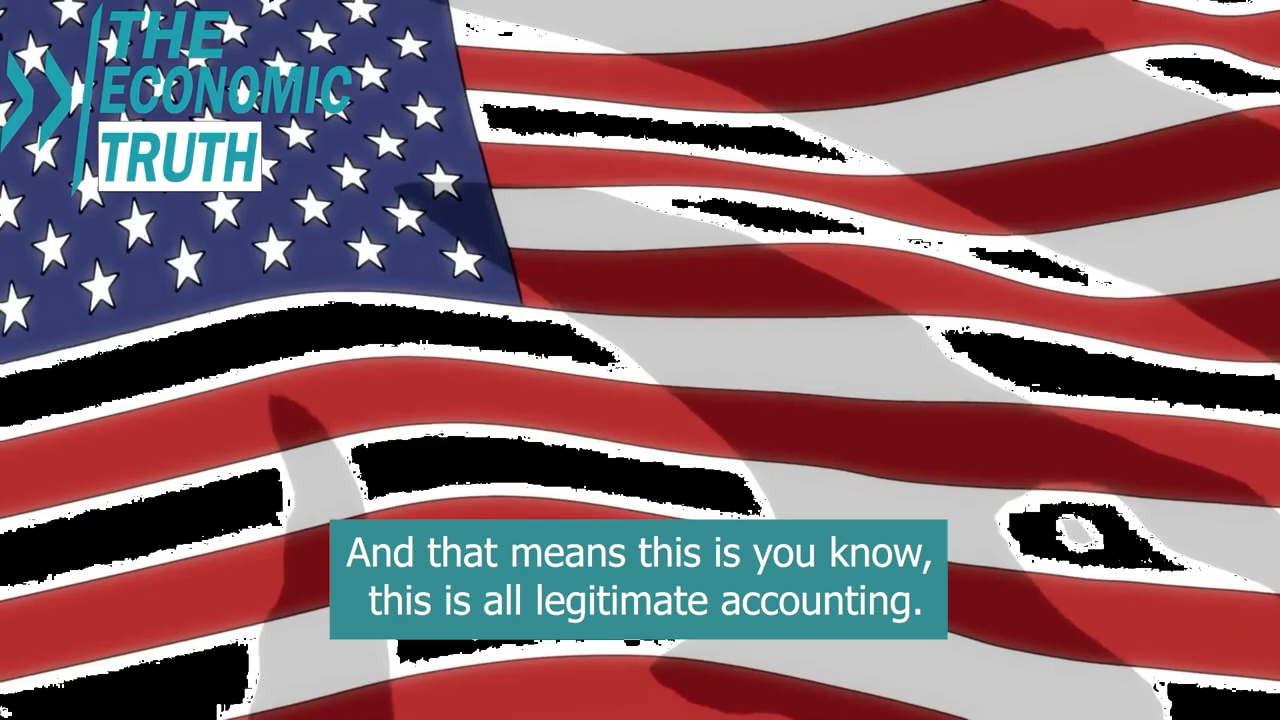 THE
ECONOMIC
TRUTH
And that means this is you know,
this is all legitimate accounting.